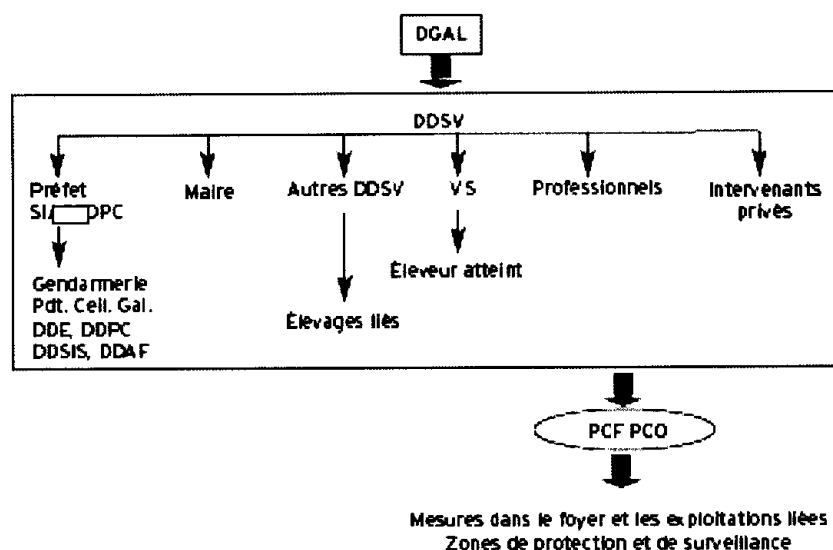 DGAL
DDSV
Préfet
DPC
Maire
Autres DDSV
VS
Professionnels
Intervenants
privés
Gendarmerie
Pdt. Cell. Gal.
DDE, DDPC
DDSIS, DDAF
Élevages liés
Éleveur atteint
PCF PCO
Mesures dans le foyer et les exploitations liées
Zones de protection et de surveillance